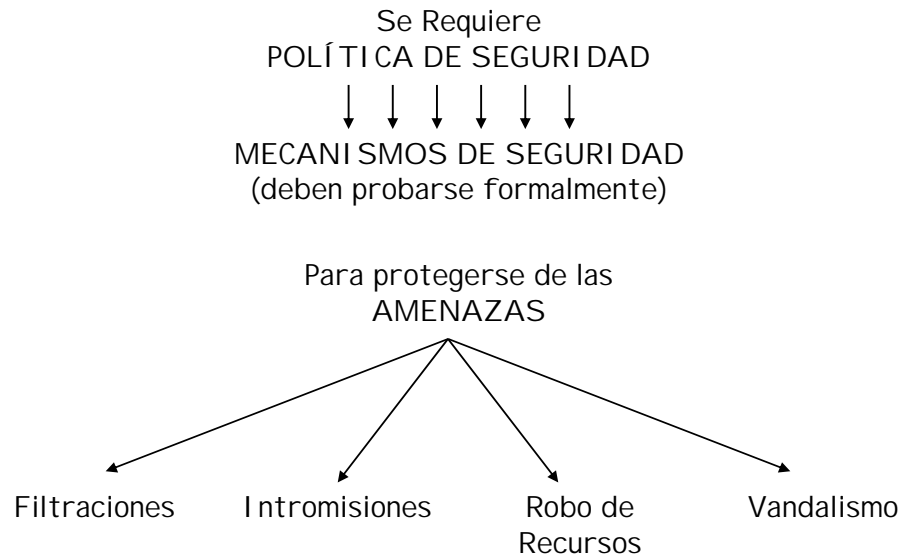 Se Requiere
POLÍTICA DE SEGURIDAD
MECANISMOS DE SEGURIDAD
(deben probarse formalmente)
Para protegerse de las
AMENAZAS
Filtraciones Intromisiones Robo de Vandalismo
Recursos